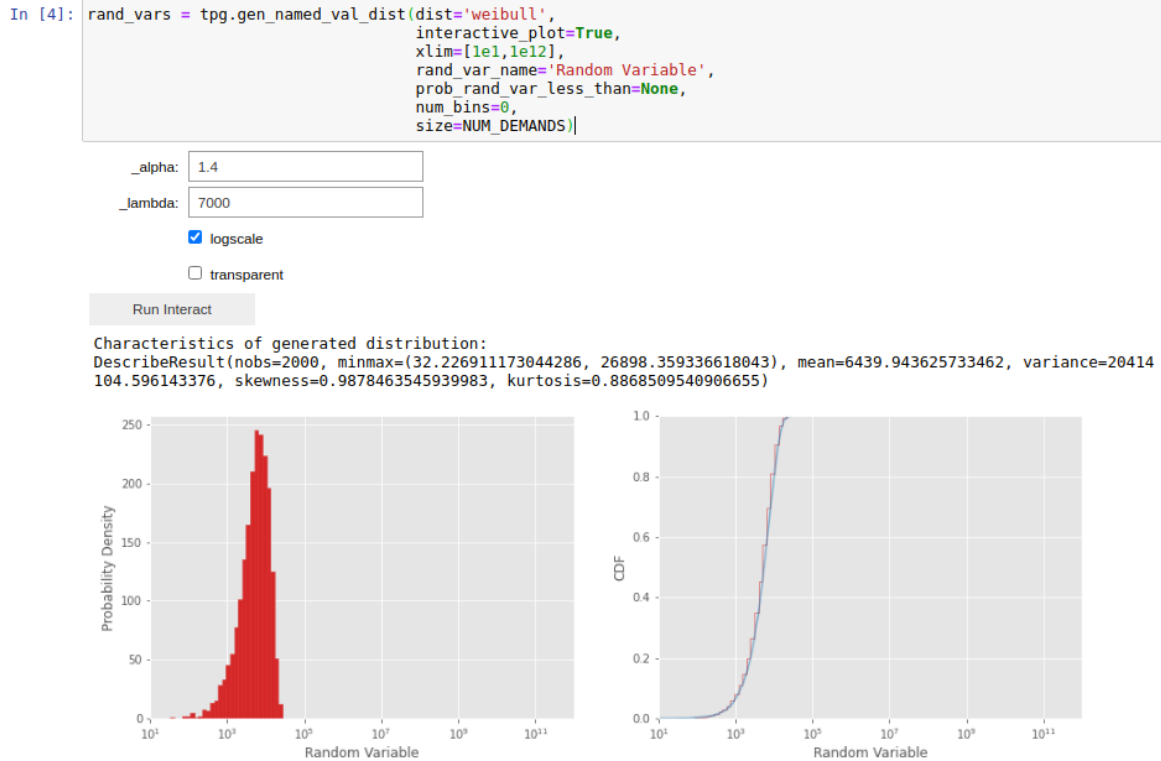 In [4]: rand_vars = tpg.gen_named_val_dist(dist='weibull',
interactive_plot=True,
xlim=[1e1,1e12],
rand_var_name='Random Variable',
prob_rand_var_less_than=None,
num_bins=0,
size=NUM_DEMANDS)
_alpha: 1.4
_lambda: 7000
logscale
transparent
Run Interact
Characteristics of generated distribution:
DescribeResult(nobs=2000, minmax=(32.226911173044286, 26898.359336618043), mean=6439.943625733462, variance=20414
104.596143376, skewness=0.9878463545939983, kurtosis=0.8868509540906655)
Probability Density
250
200
150
100
50
0
10¹ 10³ 10⁵ 10⁷ 10⁹ 10¹¹
Random Variable
CDF
1.0
0.8
0.6
0.4
0.2
0.0
10¹ 10³ 10⁵ 10⁷ 10⁹ 10¹¹
Random Variable